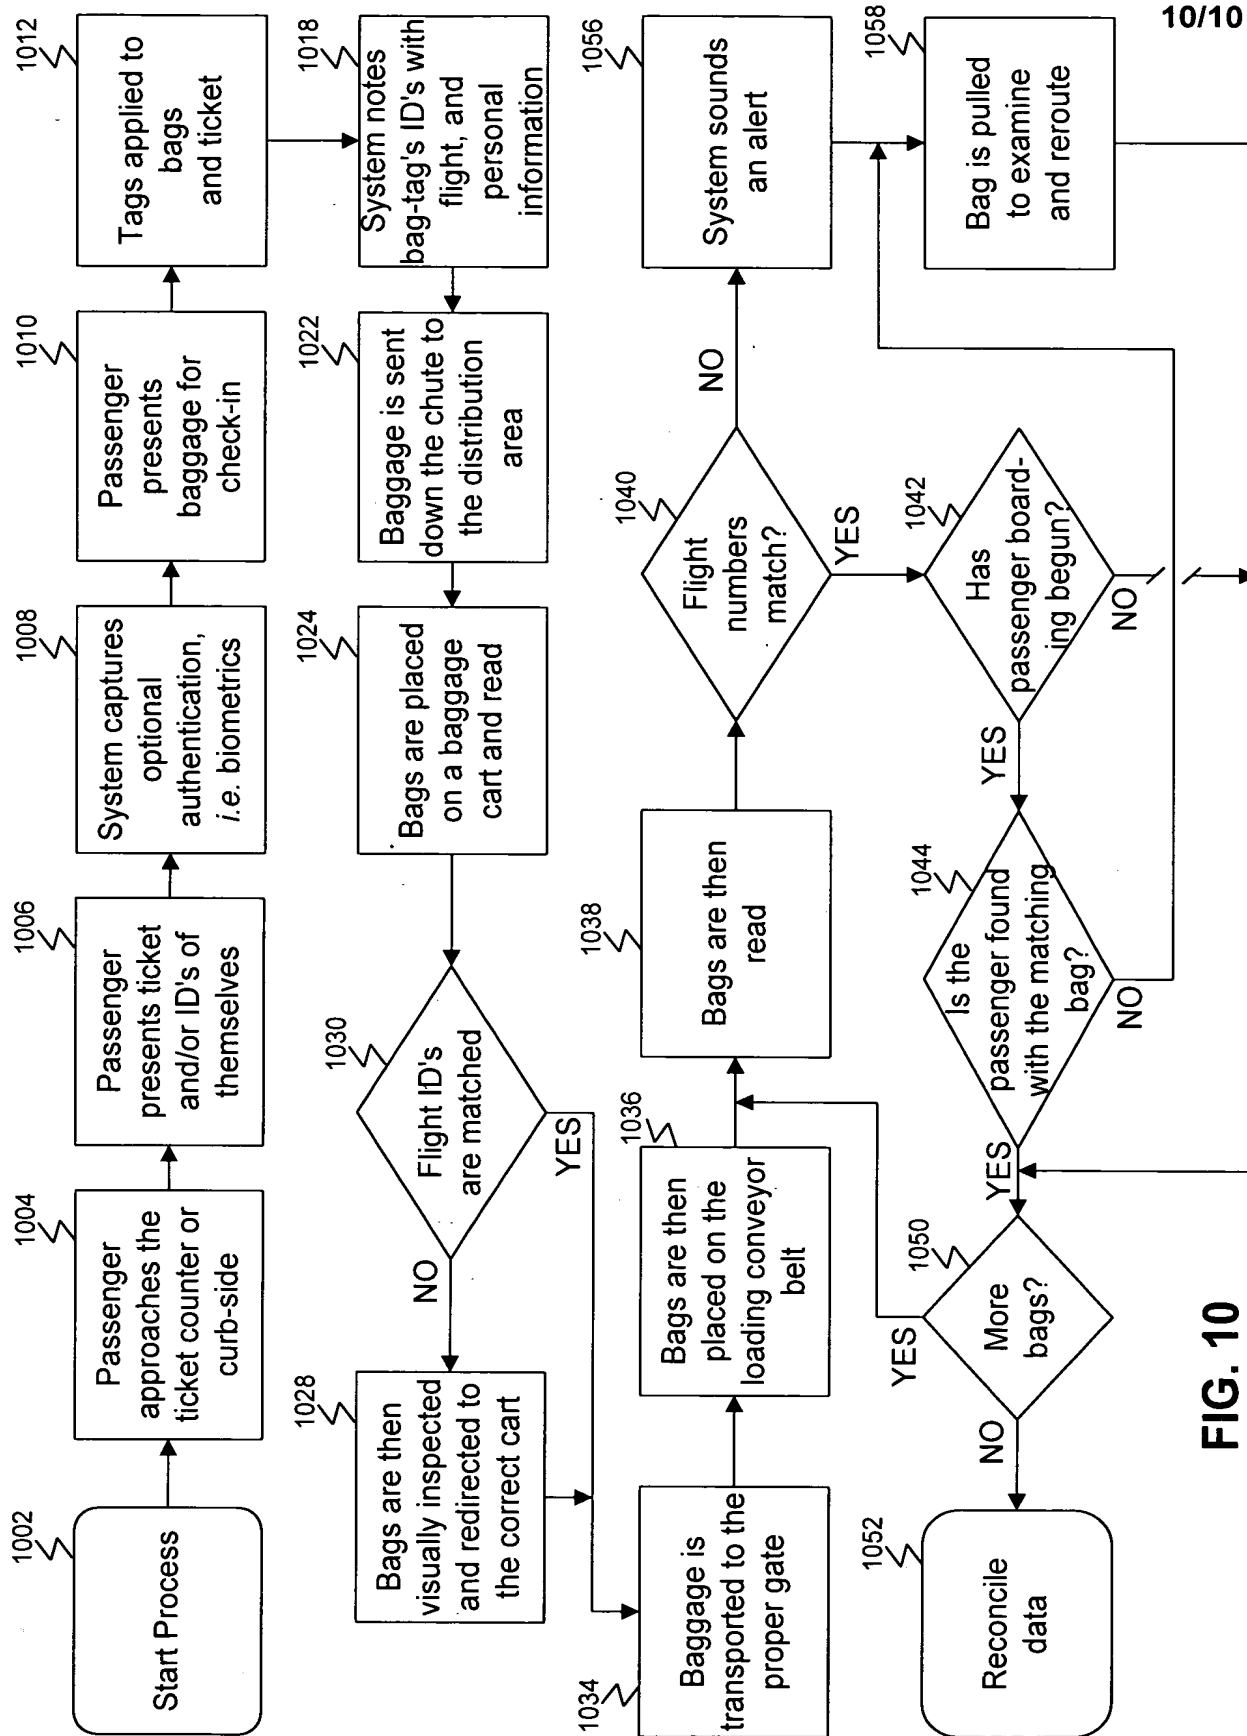 10/10
1002
Start Process
1004
Passenger
approaches the
ticket counter or
curb-side
1006
Passenger
presents ticket
and/or ID's of
themselves
1008
System captures
optional
authentication,
i.e. biometrics
1010
Passenger
presents
baggage for
check-in
1012
Tags applied to
bags
and ticket
1018
System notes
bag-tag's ID's with
flight, and
personal
information
1022
Baggage is sent
down the chute to
the distribution
area
1024
Bags are placed
on a baggage
cart and read
1030
Flight ID's
are matched
NO
YES
1028
Bags are then
visually inspected
and redirected to
the correct cart
1034
Baggage is
transported to the
proper gate
1036
Bags are then
placed on the
loading conveyor
belt
1038
Bags are then
read
1040
Flight
numbers
match?
NO
YES
1056
System sounds
an alert
1058
Bag is pulled
to examine
and reroute
1042
Has
passenger board-
ing begun?
YES
NO
1044
Is the
passenger found
with the matching
bag?
YES
NO
1050
More
bags?
YES
NO
1052
Reconcile
data
FIG. 10